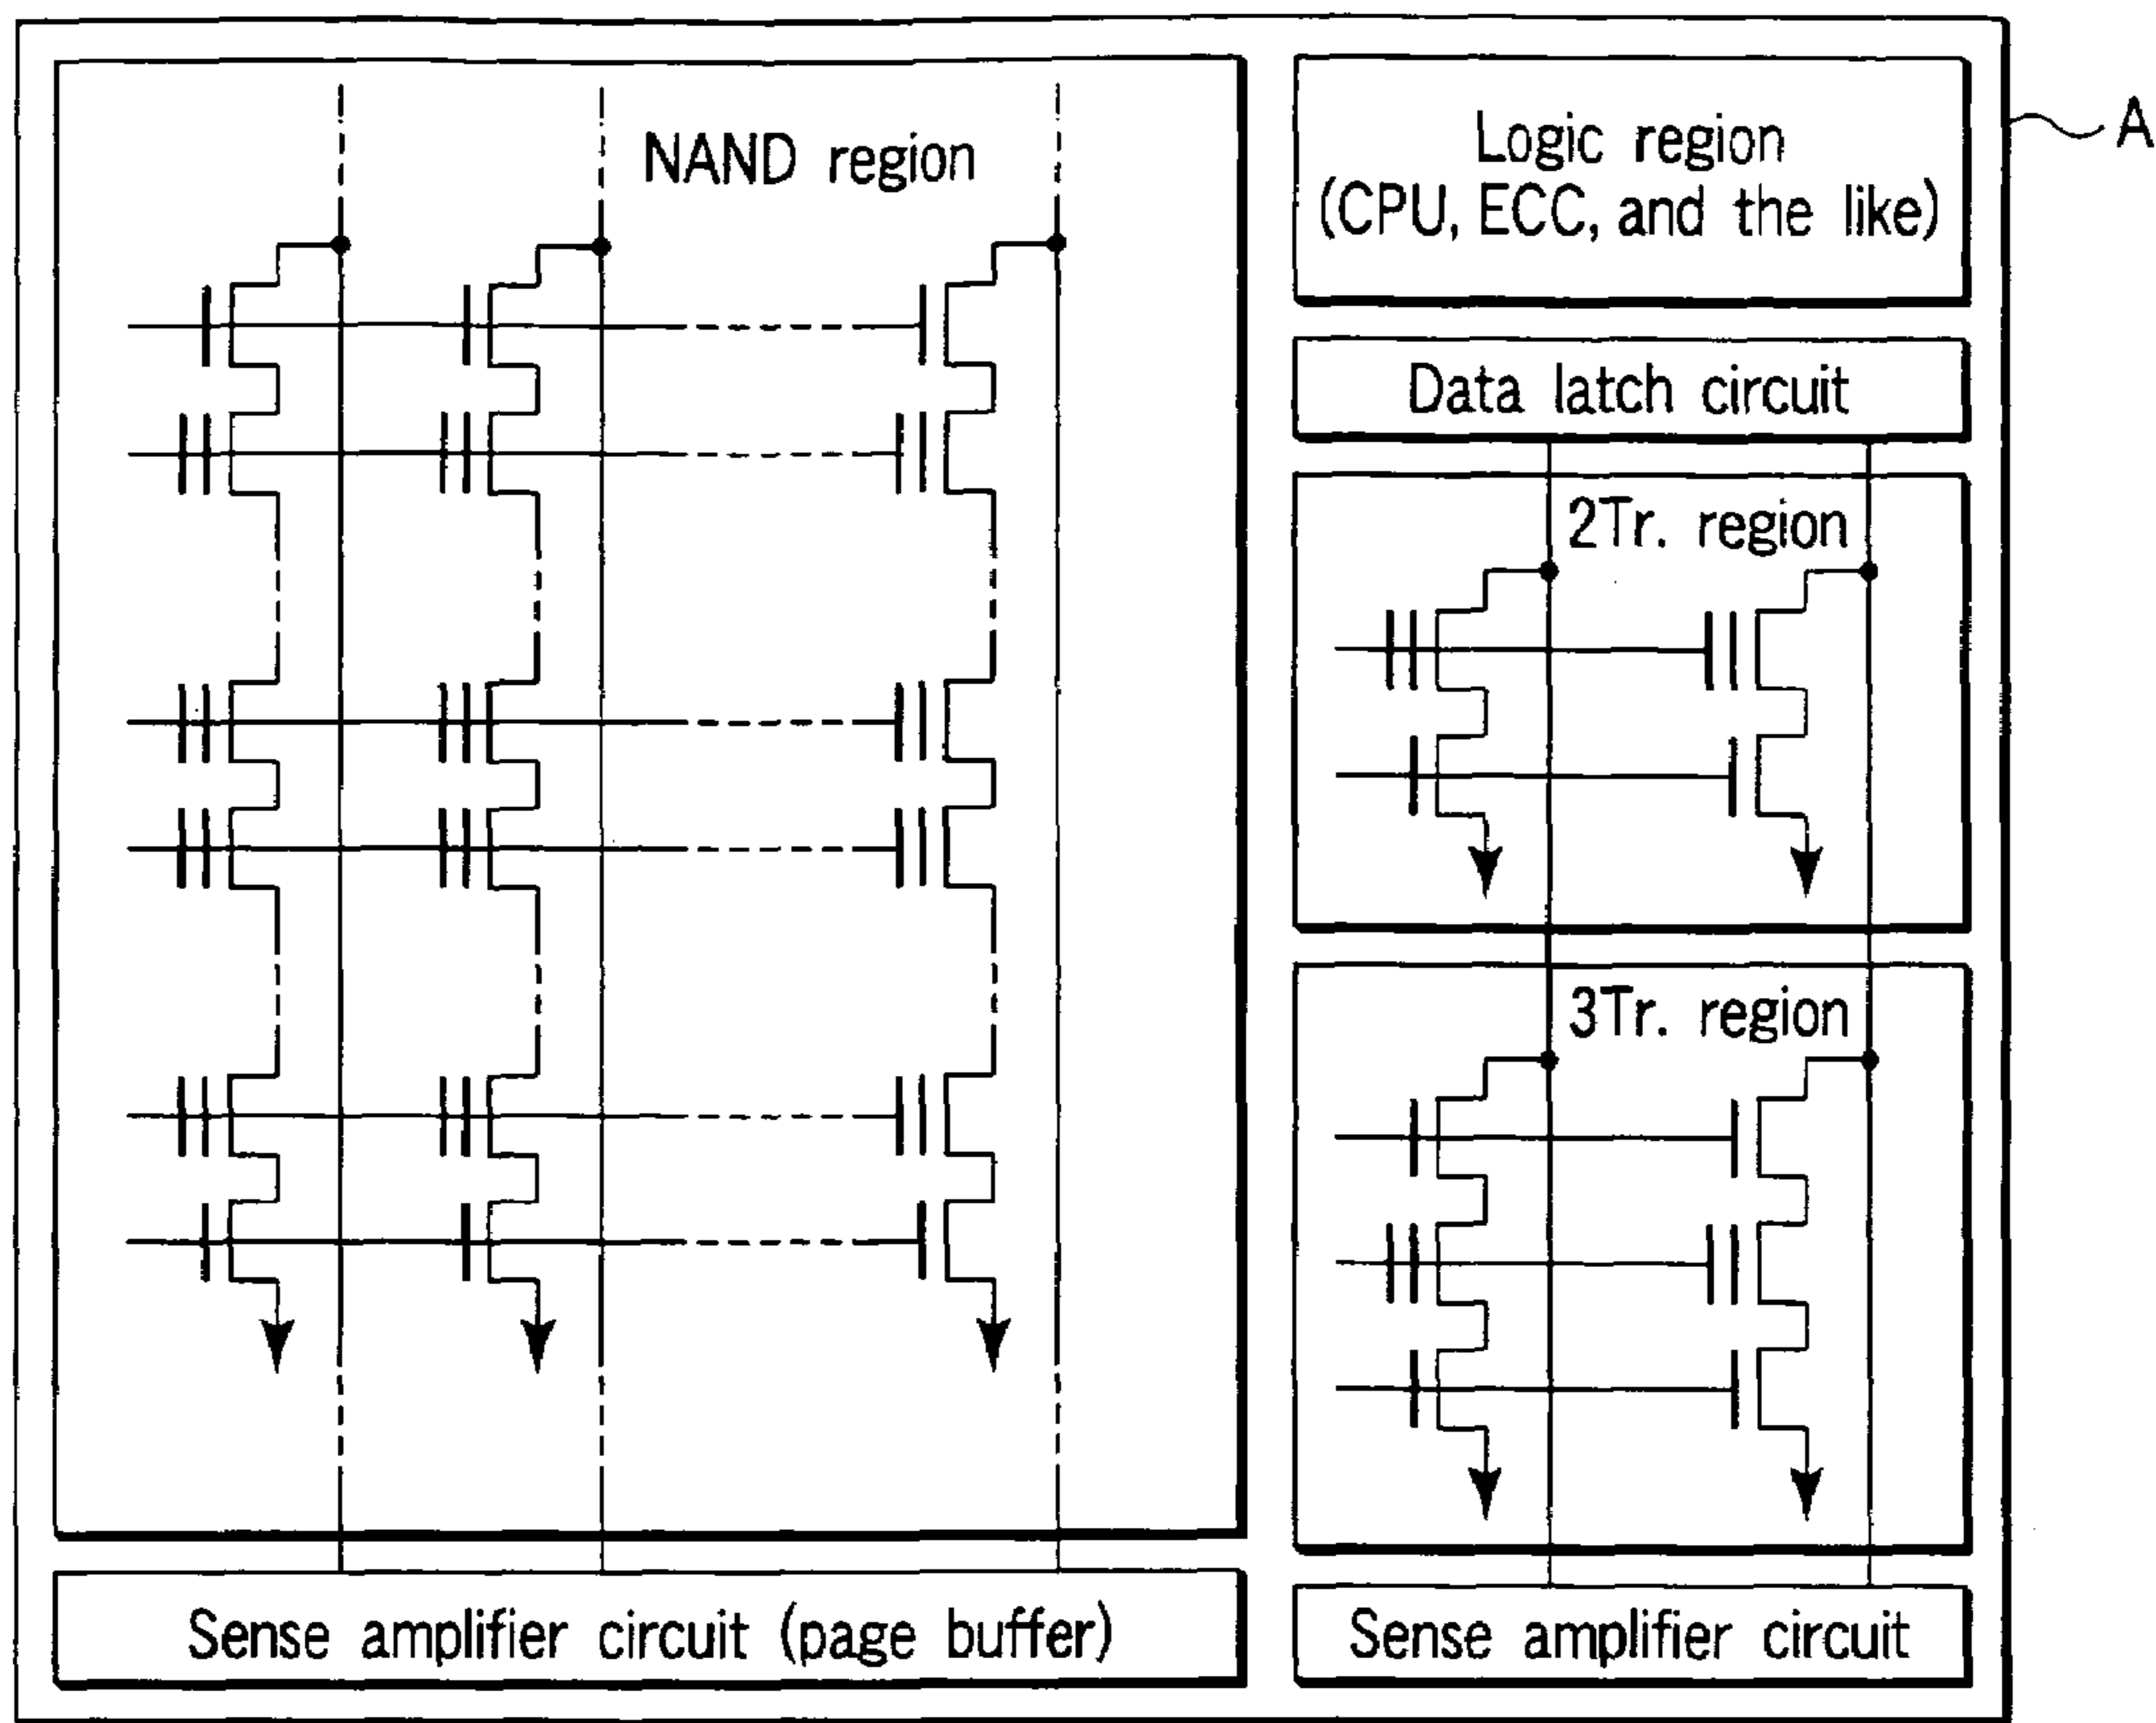 NAND region
Logic region
(CPU, ECC, and the like)
A
Data latch circuit
2Tr. region
3Tr. region
Sense amplifier circuit (page buffer)
Sense amplifier circuit